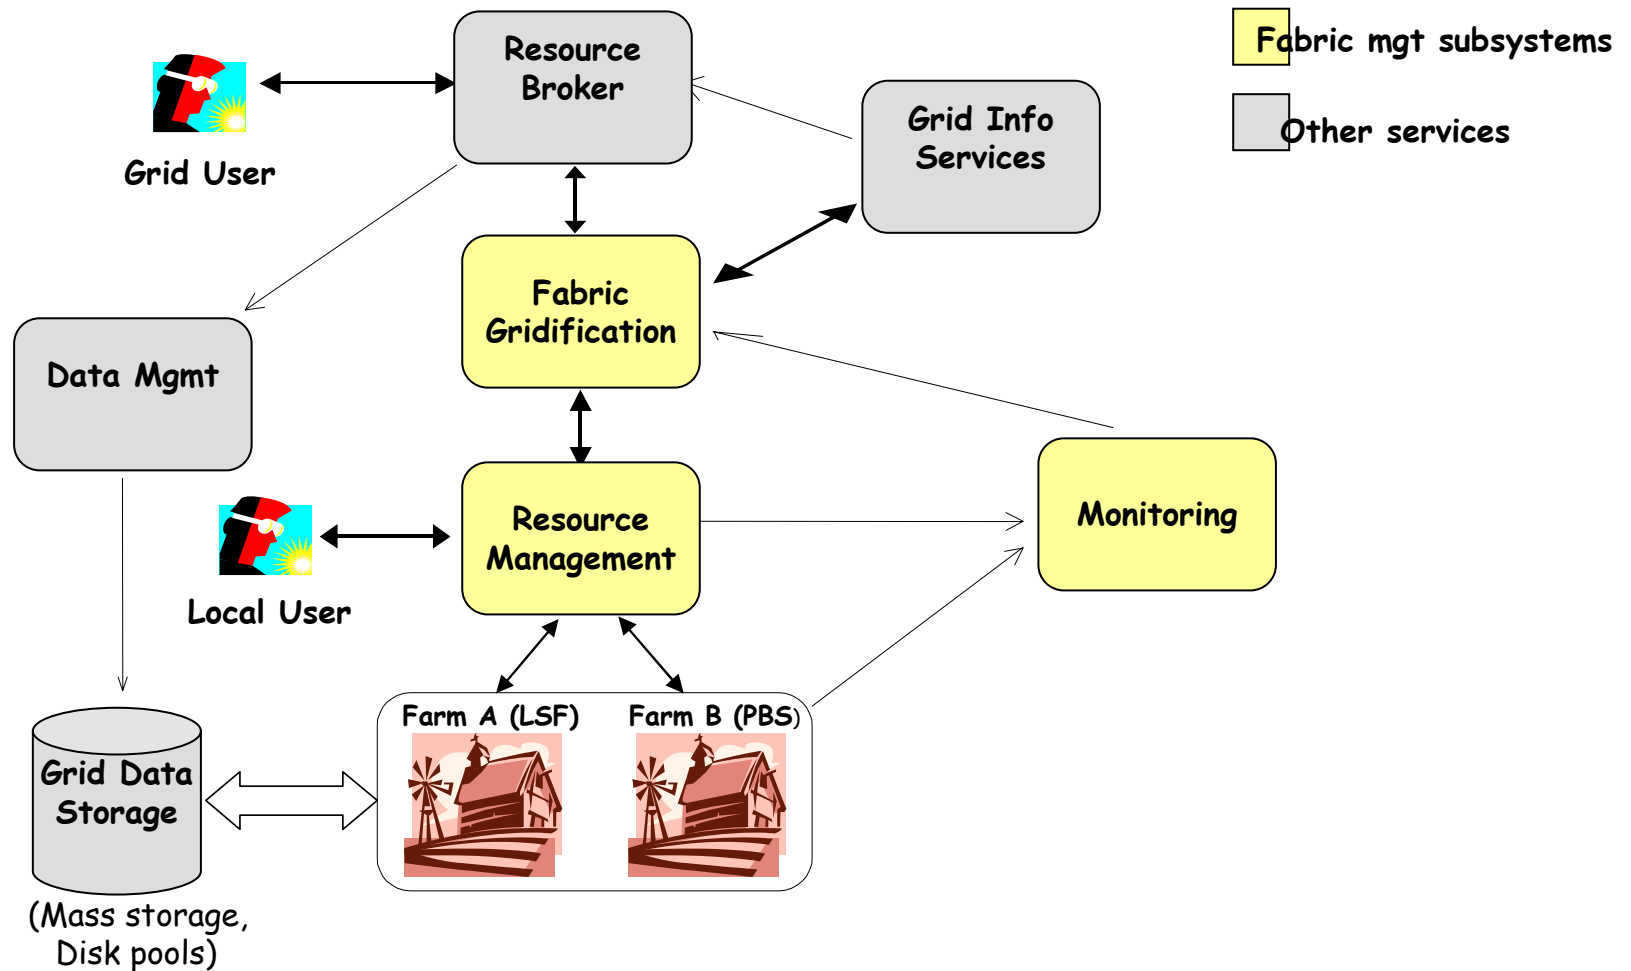 Resource
Broker
Fabric mgt subsystems
Other services
Grid Info
Services
Grid User
Fabric
Gridification
Data Mgmt
Resource
Management
Monitoring
Local User
Farm A (LSF)
Farm B (PBS)
Grid Data
Storage
(Mass storage,
Disk pools)